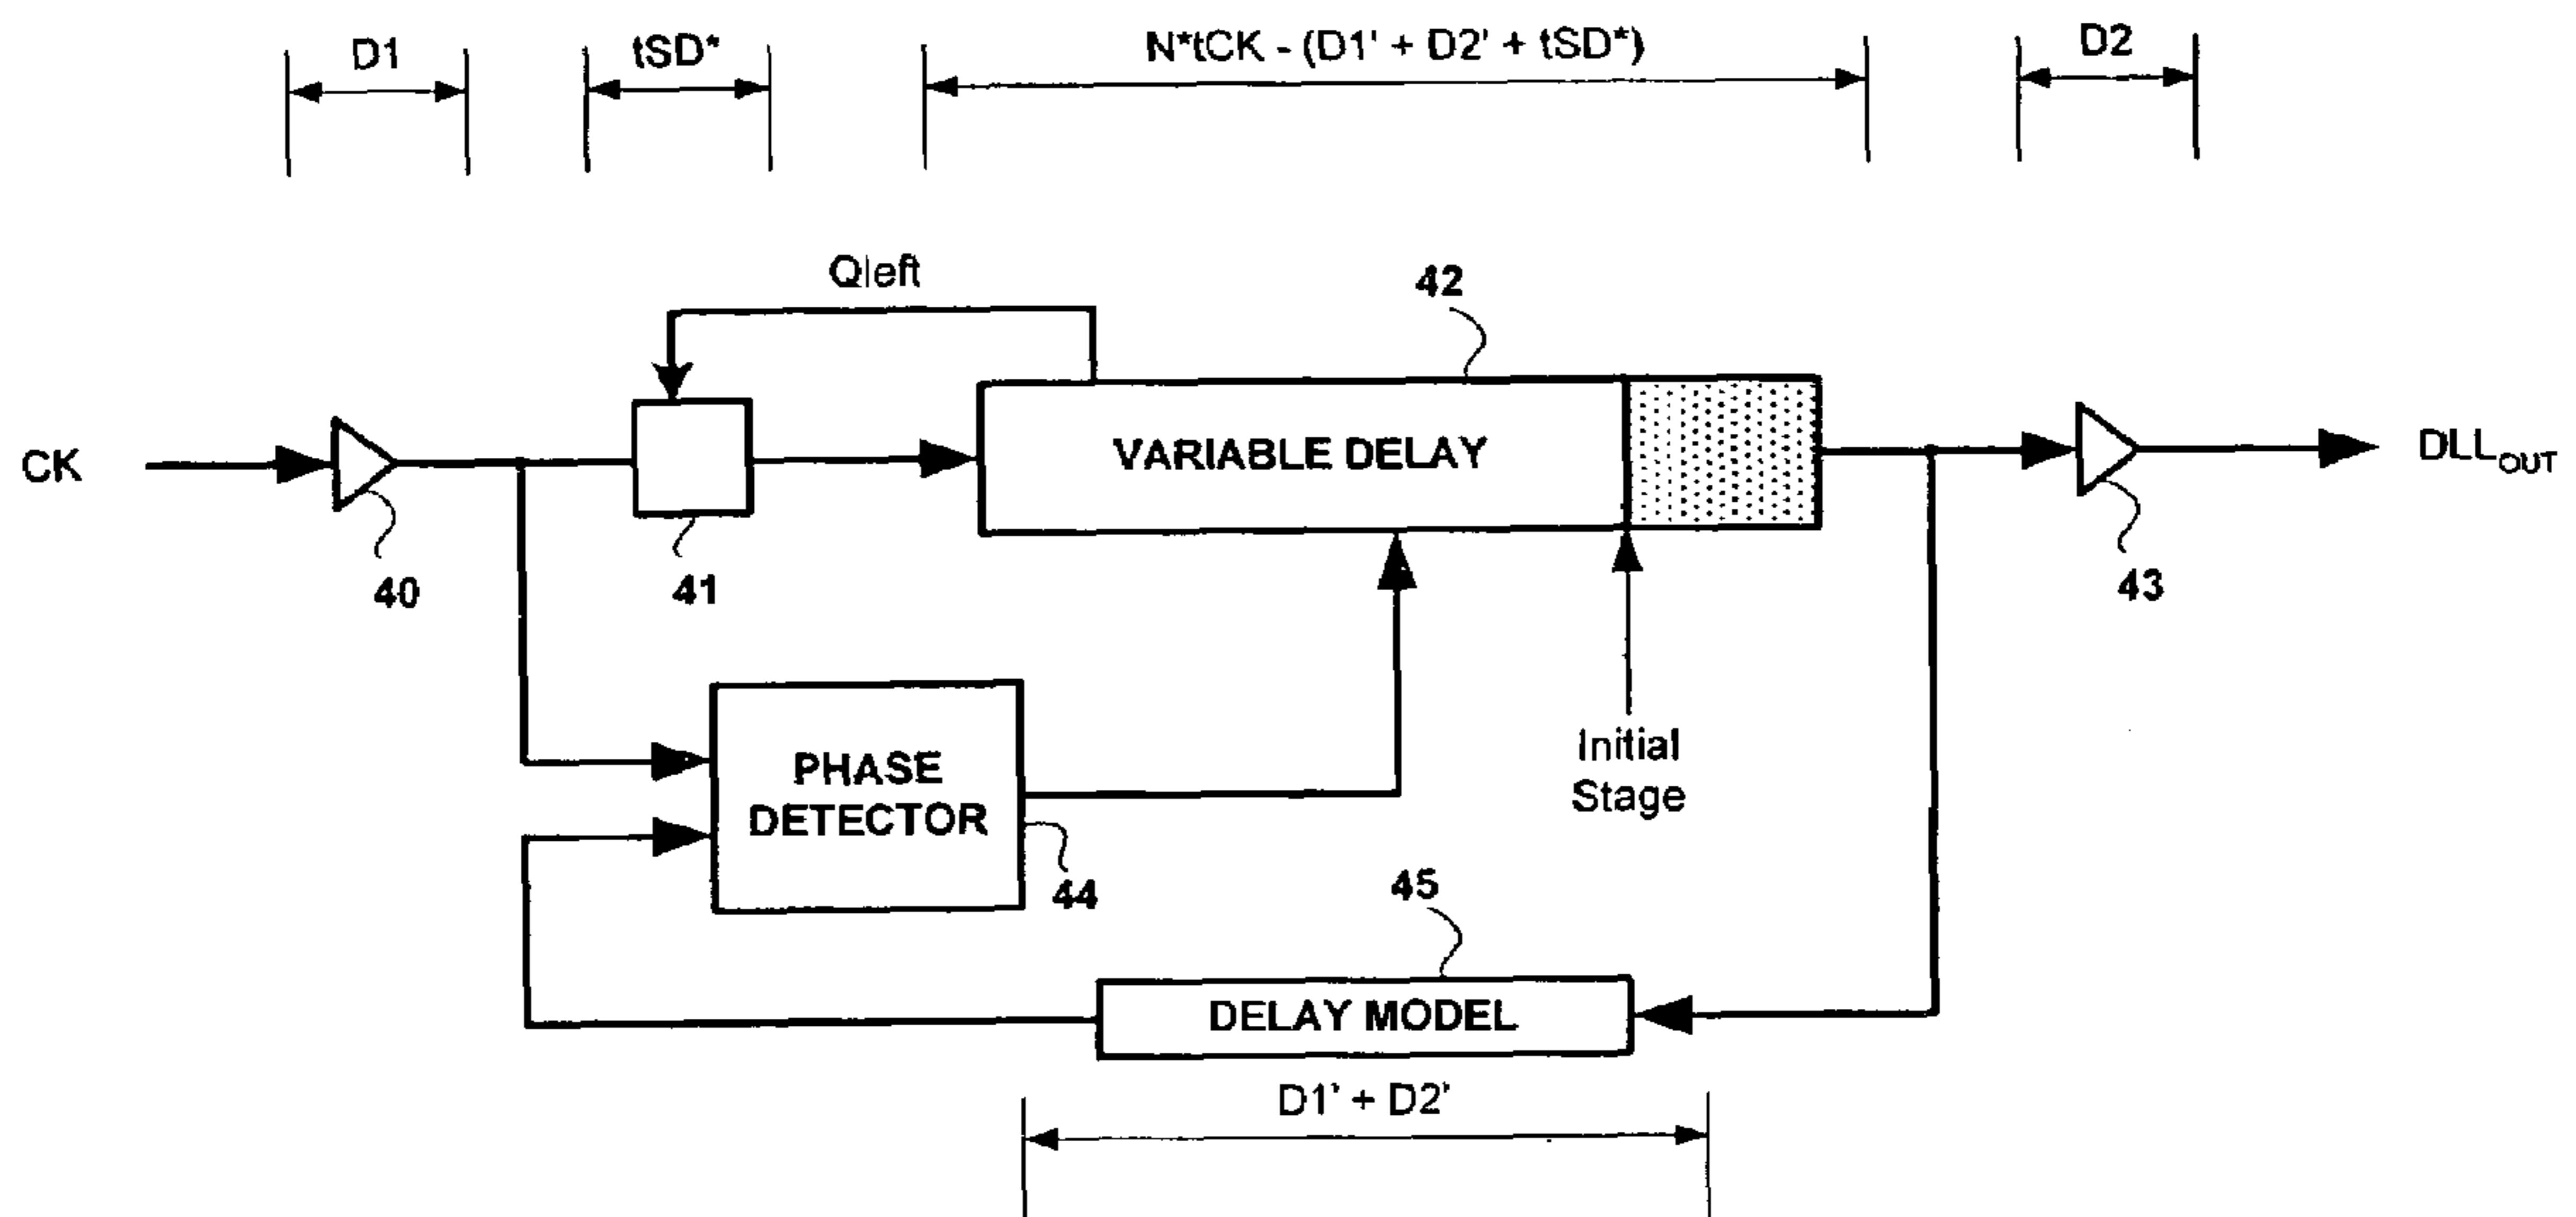 D1
tSD*
N*tCK - (D1' + D2' + tSD*)
D2
Qleft
42
CK
VARIABLE DELAY
DLLOUT
40
41
43
PHASE
DETECTOR
Initial
Stage
44
45
DELAY MODEL
D1' + D2'